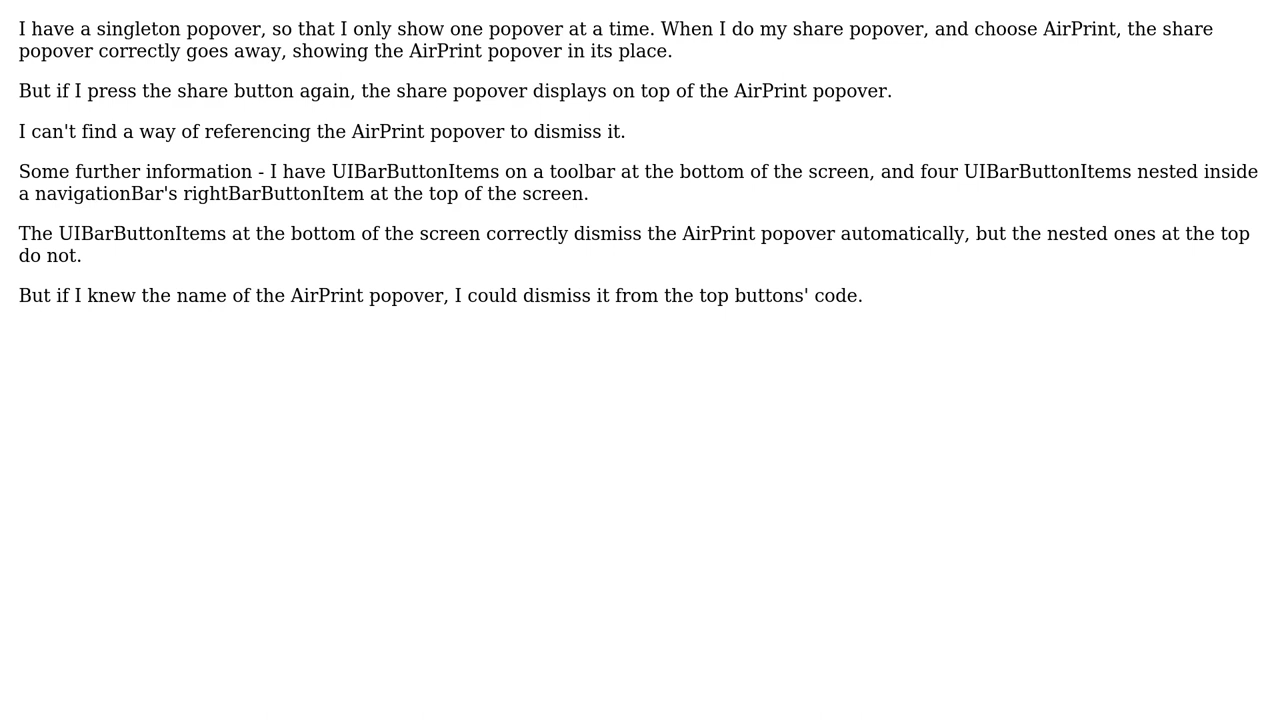 I have a singleton popover, so that I only show one popover at a time. When I do my share popover, and choose AirPrint, the share
popover correctly goes away, showing the AirPrint popover in its place.
But if I press the share button again, the share popover displays on top of the AirPrint popover.
I can't find a way of referencing the AirPrint popover to dismiss it.
Some further information - I have UIBarButtonItems on a toolbar at the bottom of the screen, and four UIBarButtonItems nested inside
a navigationBar's rightBarButtonItem at the top of the screen.
The UIBarButtonItems at the bottom of the screen correctly dismiss the AirPrint popover automatically, but the nested ones at the top
do not.
But if I knew the name of the AirPrint popover, I could dismiss it from the top buttons' code.